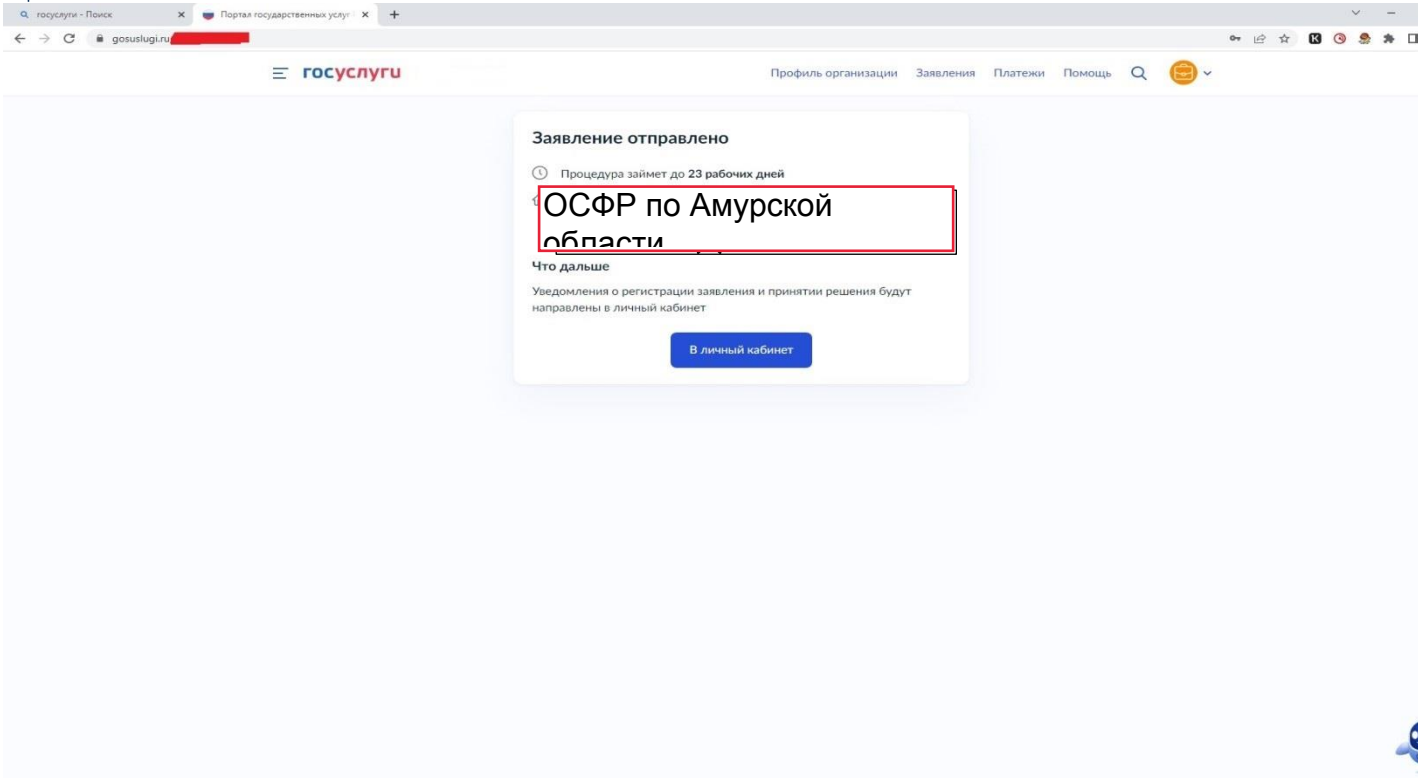 госуслуги - Поиск
Портал государственных услуг
gosuslugi.ru
госуслуги
Профиль организации Заявления Платежи Помощь
Заявление отправлено
Процедура займет до 23 рабочих дней
ОСФР по Амурской
области
Что дальше
Уведомления о регистрации заявления и принятии решения будут
направлены в личный кабинет
В личный кабинет